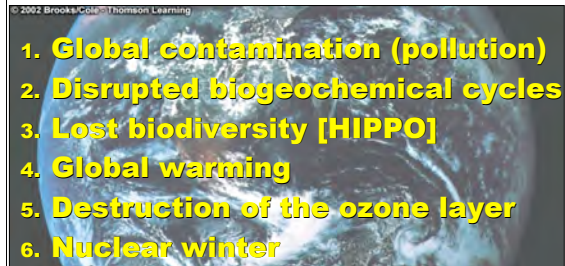 © 2002 Brooks/Cole - Thomson Learning
1. Global contamination (pollution)
2. Disrupted biogeochemical cycles
3. Lost biodiversity [HIPPO]
4. Global warming
5. Destruction of the ozone layer
6. Nuclear winter